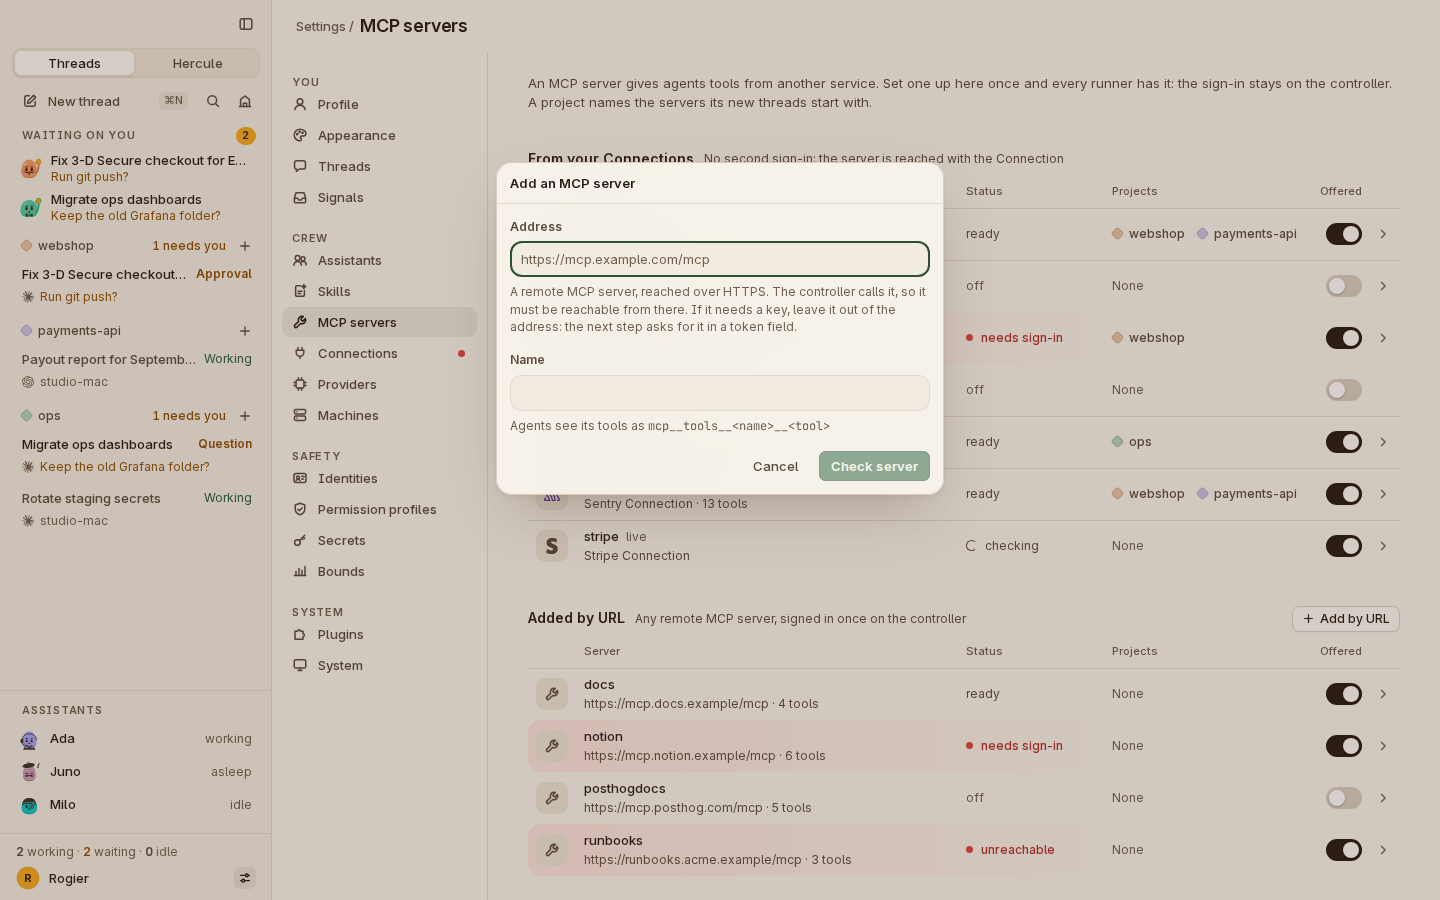 Settings / MCP servers
Threads
Hercule
New thread
⌘N
WAITING ON YOU
2
Fix 3-D Secure checkout for E…
Run git push?
Migrate ops dashboards
Keep the old Grafana folder?
webshop
1 needs you
Fix 3-D Secure checkout…
Approval
Run git push?
payments-api
Payout report for Septemb…
Working
studio-mac
ops
1 needs you
Migrate ops dashboards
Question
Keep the old Grafana folder?
Rotate staging secrets
Working
studio-mac
ASSISTANTS
Ada
working
Juno
asleep
Milo
idle
2 working · 2 waiting · 0 idle
R
Rogier
YOU
Profile
Appearance
Threads
Signals
CREW
Assistants
Skills
MCP servers
Connections
Providers
Machines
SAFETY
Identities
Permission profiles
Secrets
Bounds
SYSTEM
Plugins
System
An MCP server gives agents tools from another service. Set one up here once and every runner has it: the sign-in stays on the controller.
A project names the servers its new threads start with.
From your Connections
No second sign-in: the server is reached with the Connection
Status
Projects
Offered
ready
webshop
payments-api
off
None
needs sign-in
webshop
off
None
ready
ops
Sentry Connection · 13 tools
ready
webshop
payments-api
S
stripe live
Stripe Connection
checking
None
Add an MCP server
Address
https://mcp.example.com/mcp
A remote MCP server, reached over HTTPS. The controller calls it, so it
must be reachable from there. If it needs a key, leave it out of the
address: the next step asks for it in a token field.
Name
Agents see its tools as mcp__tools__<name>__<tool>
Cancel
Check server
Added by URL
Any remote MCP server, signed in once on the controller
Add by URL
Server
Status
Projects
Offered
docs
https://mcp.docs.example/mcp · 4 tools
ready
None
notion
https://mcp.notion.example/mcp · 6 tools
needs sign-in
None
posthogdocs
https://mcp.posthog.com/mcp · 5 tools
off
None
runbooks
https://runbooks.acme.example/mcp · 3 tools
unreachable
None